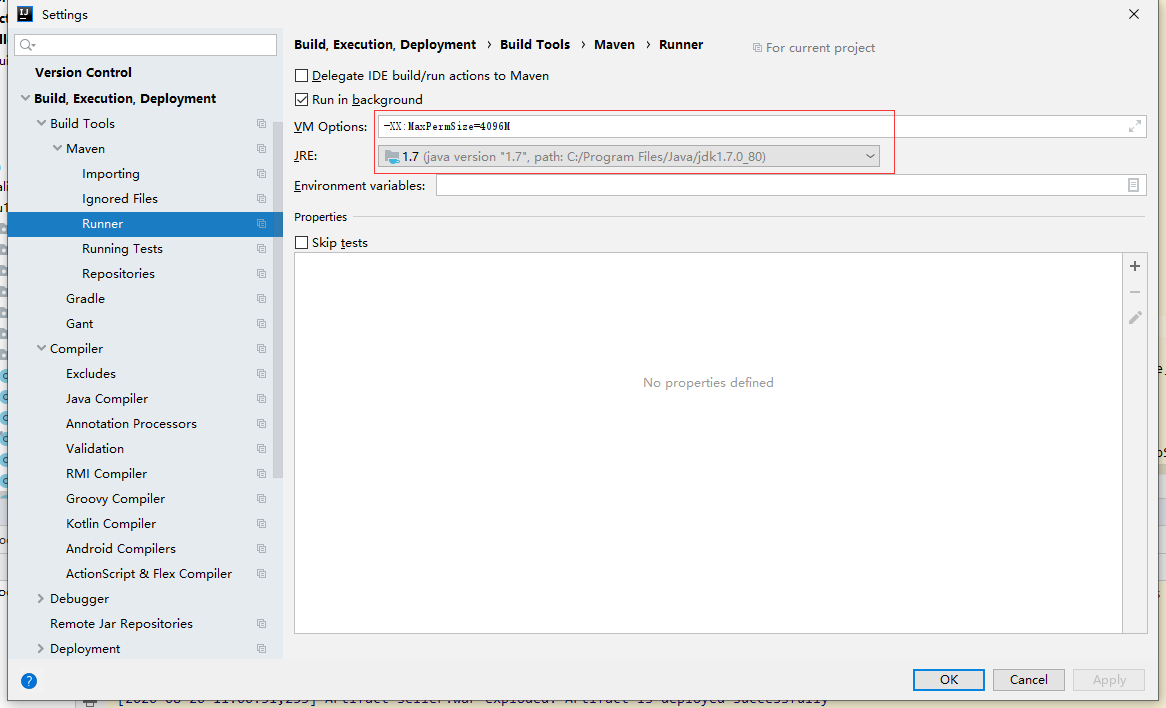 Settings
Version Control
Build, Execution, Deployment
Build Tools
Maven
Importing
Ignored Files
Runner
Running Tests
Repositories
Gradle
Gant
Compiler
Excludes
Java Compiler
Annotation Processors
Validation
RMI Compiler
Groovy Compiler
Kotlin Compiler
Android Compilers
ActionScript & Flex Compiler
Debugger
Remote Jar Repositories
Deployment
Build, Execution, Deployment › Build Tools › Maven › Runner For current project
Delegate IDE build/run actions to Maven
Run in background
VM Options: -XX:MaxPermSize=4096M
JRE: 1.7 (java version "1.7", path: C:/Program Files/Java/jdk1.7.0_80)
Environment variables:
Properties
Skip tests
No properties defined
? OK Cancel Apply